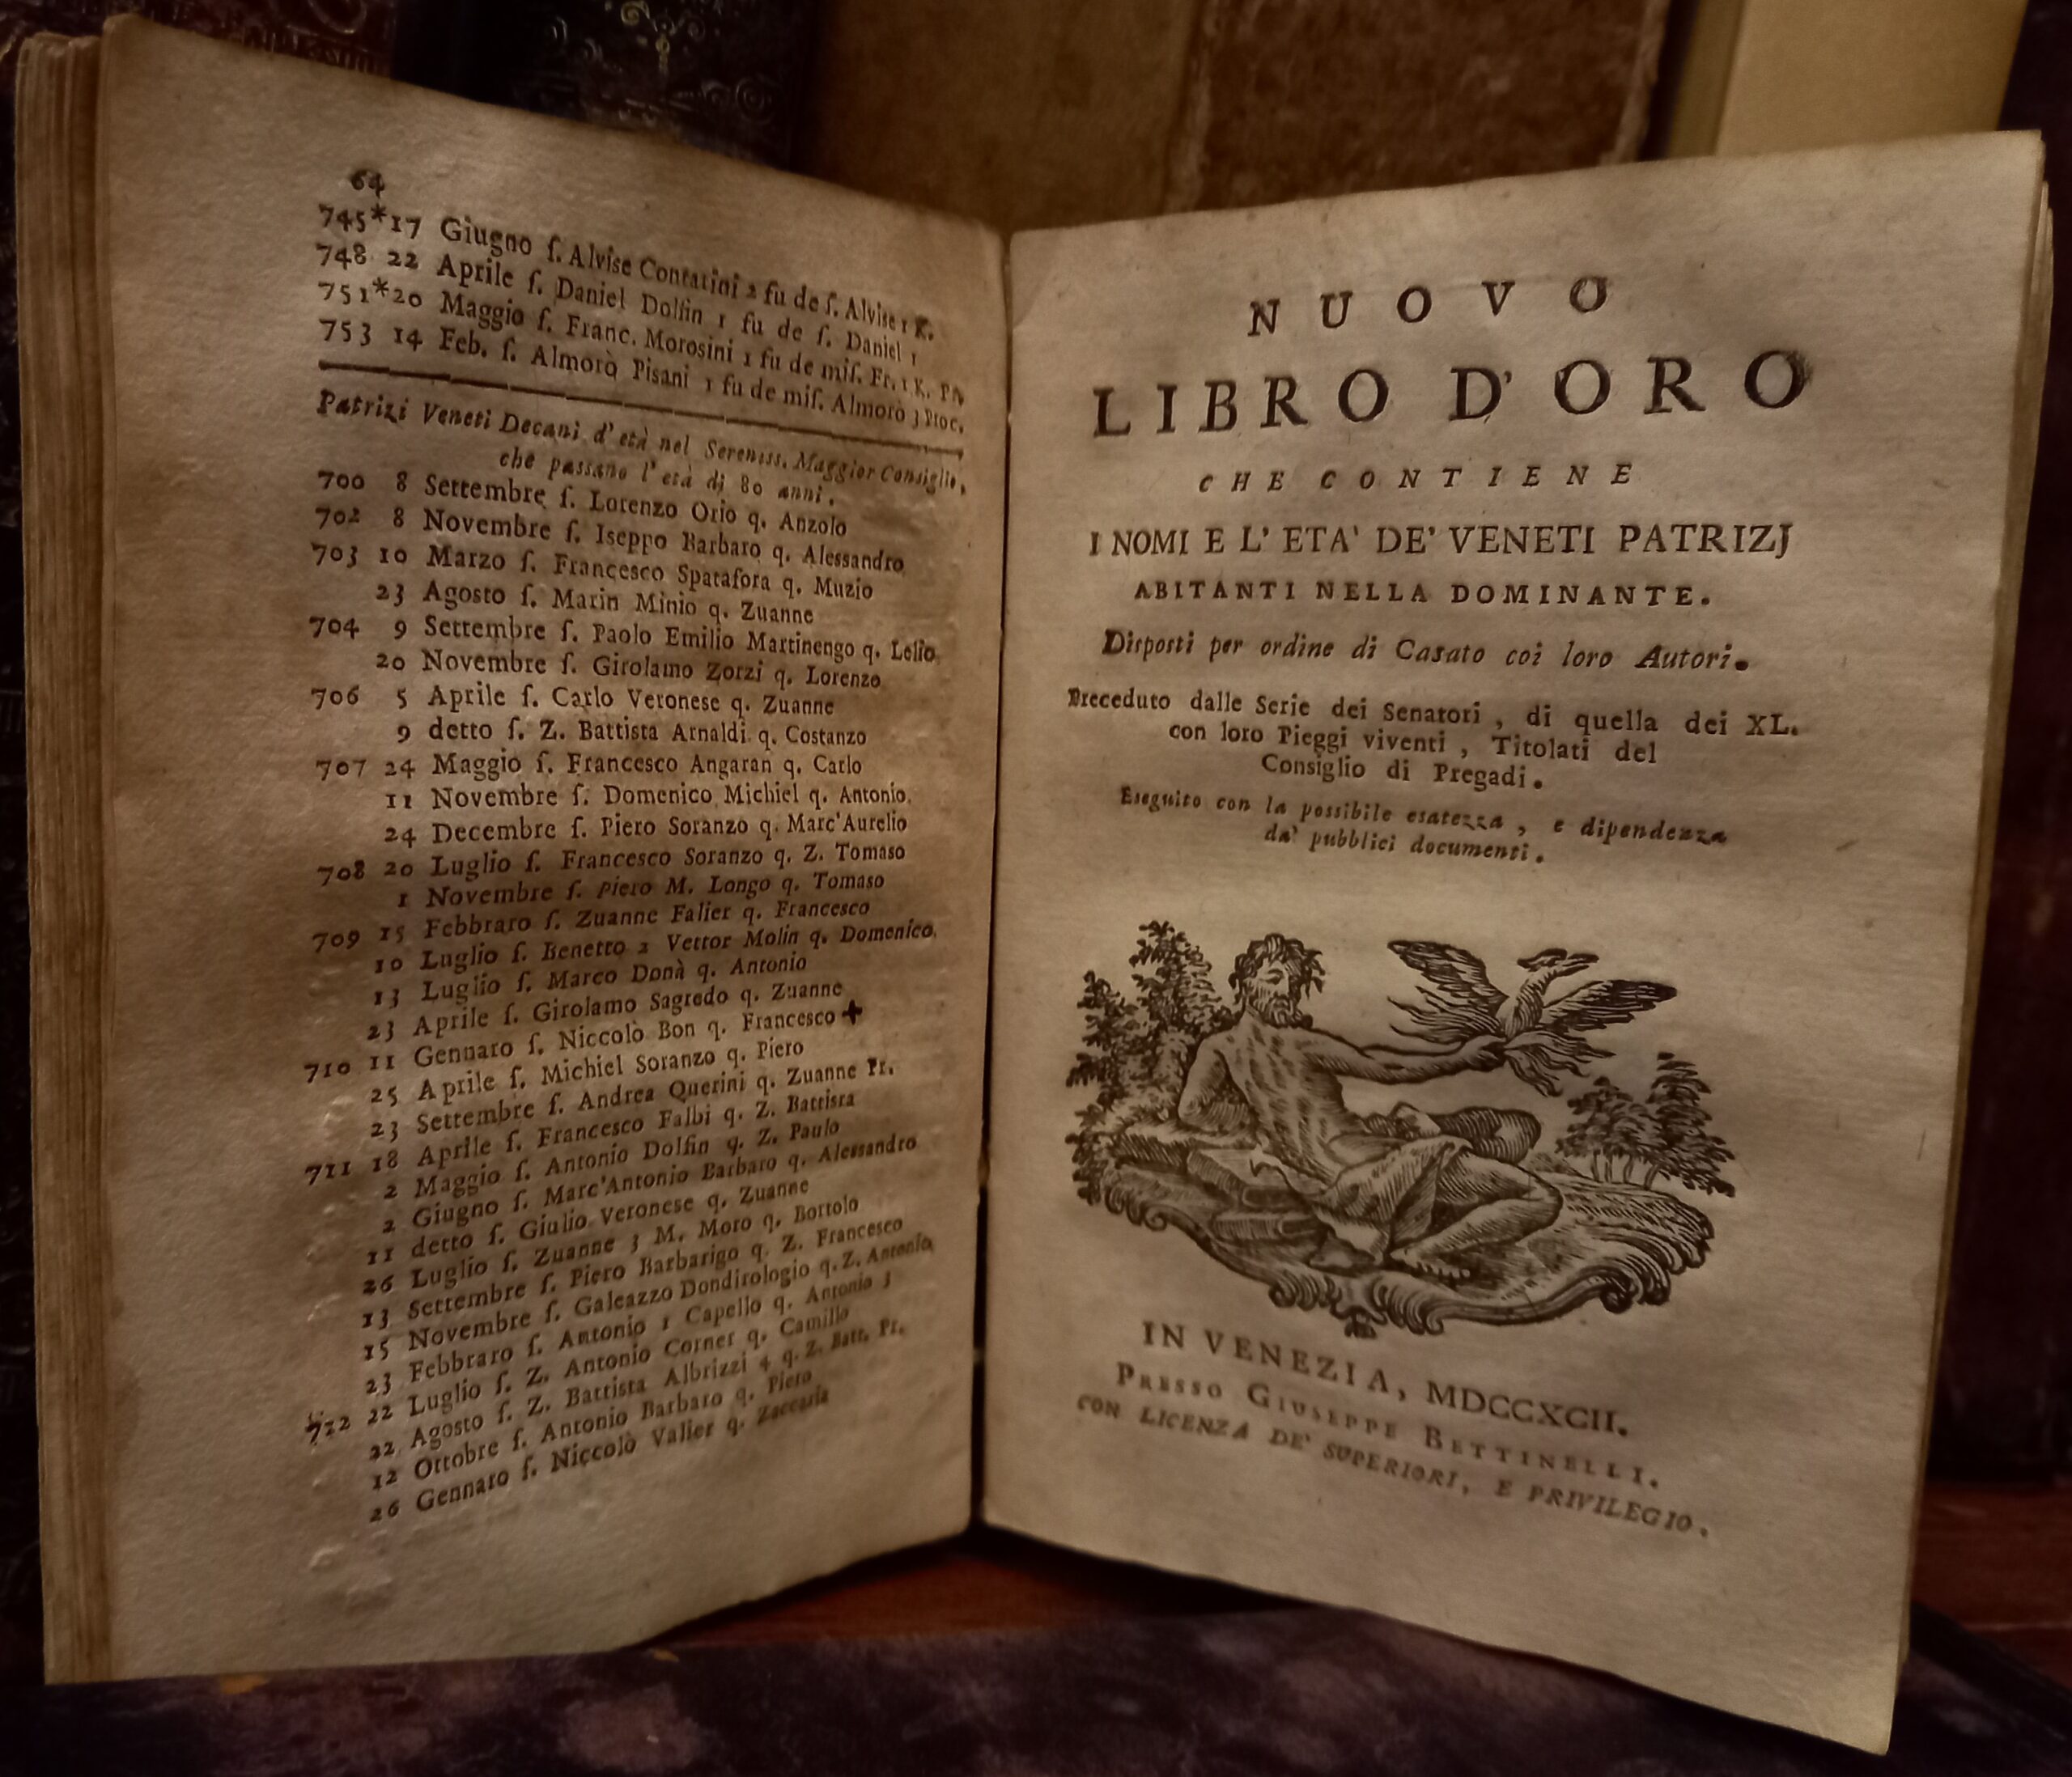 64
745*17 Giugno ſ. Alvise Contarini 2 fu de ſ. Alvise 1 K.
748 22 Aprile ſ. Daniel Dolfin 1 fu de ſ. Daniel 1
751*20 Maggio ſ. Franc. Morosini 1 fu de miſ. Fr. 1 K. Pr.
753 14 Feb. ſ. Almorò Pisani 1 fu de miſ. Almorò 3 Proc.
Patrizi Veneti Decani d'età nel Sereniss. Maggior Consiglio,
che passano l'età di 80 anni.
700 8 Settembre ſ. Lorenzo Orio q. Anzolo
702 8 Novembre ſ. Iseppo Barbaro q. Alessandro
703 10 Marzo ſ. Francesco Spatafora q. Muzio
23 Agosto ſ. Marin Minio q. Zuanne
704 9 Settembre ſ. Paolo Emilio Martinengo q. Lelio
20 Novembre ſ. Girolamo Zorzi q. Lorenzo
706 5 Aprile ſ. Carlo Veronese q. Zuanne
9 detto ſ. Z. Battista Arnaldi q. Costanzo
707 24 Maggio ſ. Francesco Angaran q. Carlo
11 Novembre ſ. Domenico Michiel q. Antonio
24 Decembre ſ. Piero Soranzo q. Marc'Aurelio
708 20 Luglio ſ. Francesco Soranzo q. Z. Tomaso
1 Novembre ſ. Piero M. Longo q. Tomaso
709 15 Febbraro ſ. Zuanne Falier q. Francesco
10 Luglio ſ. Benetto 2 Vettor Molin q. Domenico
13 Luglio ſ. Marco Donà q. Antonio
23 Aprile ſ. Girolamo Sagredo q. Zuanne
710 11 Gennaro ſ. Niccolò Bon q. Francesco +
25 Aprile ſ. Michiel Soranzo q. Piero
23 Settembre ſ. Andrea Querini q. Zuanne Pr.
711 18 Aprile ſ. Francesco Falbi q. Z. Battista
2 Maggio ſ. Antonio Dolfin q. Z. Paulo
2 Giugno ſ. Marc'Antonio Barbaro q. Alessandro
11 detto ſ. Giulio Veronese q. Zuanne
26 Luglio ſ. Zuanne 3 M. Moro q. Bortolo
13 Settembre ſ. Piero Barbarigo q. Z. Francesco
15 Novembre ſ. Galeazzo Dondirologio q. Z. Antonio
23 Febbraro ſ. Antonio 1 Capello q. Antonio 3
712 22 Luglio ſ. Z. Antonio Corner q. Camillo
22 Agosto ſ. Z. Battista Albrizzi 4 q. Z. Batt. Pr.
12 Ottobre ſ. Antonio Barbaro q. Piero
26 Gennaro ſ. Niccolò Valier q. Zaccaria
NUOVO
LIBRO D'ORO
CHE CONTIENE
I NOMI E L' ETA' DE' VENETI PATRIZJ
ABITANTI NELLA DOMINANTE.
Disposti per ordine di Casato coi loro Autori.
Preceduto dalle Serie dei Senatori, di quella dei XL.
con loro Pieggi viventi, Titolati del
Consiglio di Pregadi.
Eseguito con la possibile esatezza, e dipendenza
da' pubblici documenti.
IN VENEZIA, MDCCXCII.
PRESSO GIUSEPPE BETTINELLI.
CON LICENZA DE' SUPERIORI, E PRIVILEGIO.